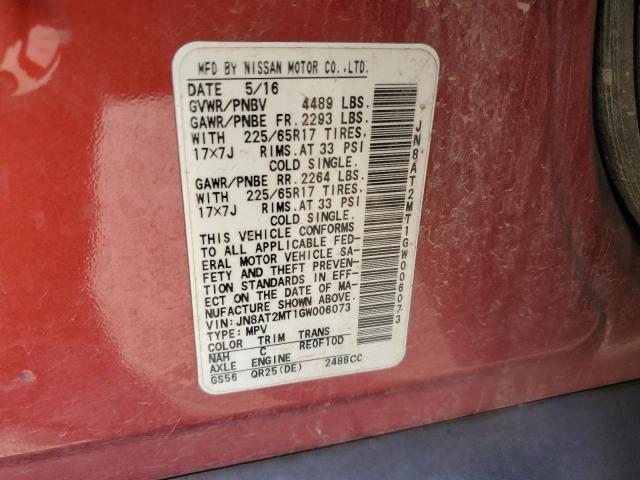 MFD BY NISSAN MOTOR CO.,LTD.
DATE 5/16
GVWR/PNBV 4489 LBS.
GAWR/PNBE FR. 2293 LBS.
WITH 225/65R17 TIRES,
17×7J RIMS.AT 33 PSI
COLD SINGLE.
GAWR/PNBE RR. 2264 LBS.
WITH 225/65R17 TIRES,
17×7J RIMS.AT 33 PSI
COLD SINGLE.
THIS VEHICLE CONFORMS
TO ALL APPLICABLE FED-
ERAL MOTOR VEHICLE SA-
FETY AND THEFT PREVEN-
TION STANDARDS IN EFF-
ECT ON THE DATE OF MA-
NUFACTURE SHOWN ABOVE.
VIN: JN8AT2MT1GW006073
TYPE: MPV
COLOR TRIM TRANS
NAH C RE0F10D
AXLE ENGINE
GS56 QR25(DE) 2488CC
JN8AT2MT1GW006073